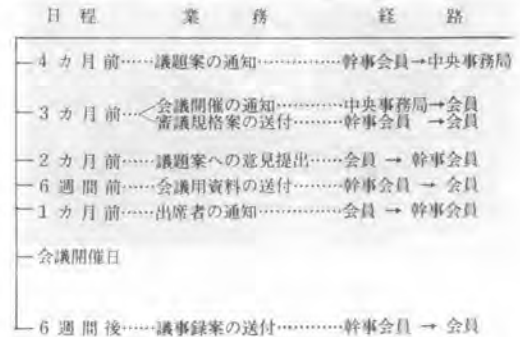 日程 業務 経路
4カ月前……議題案の通知……………幹事会員→中央事務局
3カ月前…<会議開催の通知…………中央事務局→会員
審議規格案の送付………幹事会員 →会員
2カ月前……議題案への意見提出……会員 → 幹事会員
6週間前……会議用資料の送付………幹事会員 → 会員
1カ月前……出席者の通知……………会員 → 幹事会員
会議開催日
6週間後……議事録案の送付…………幹事会員 → 会員